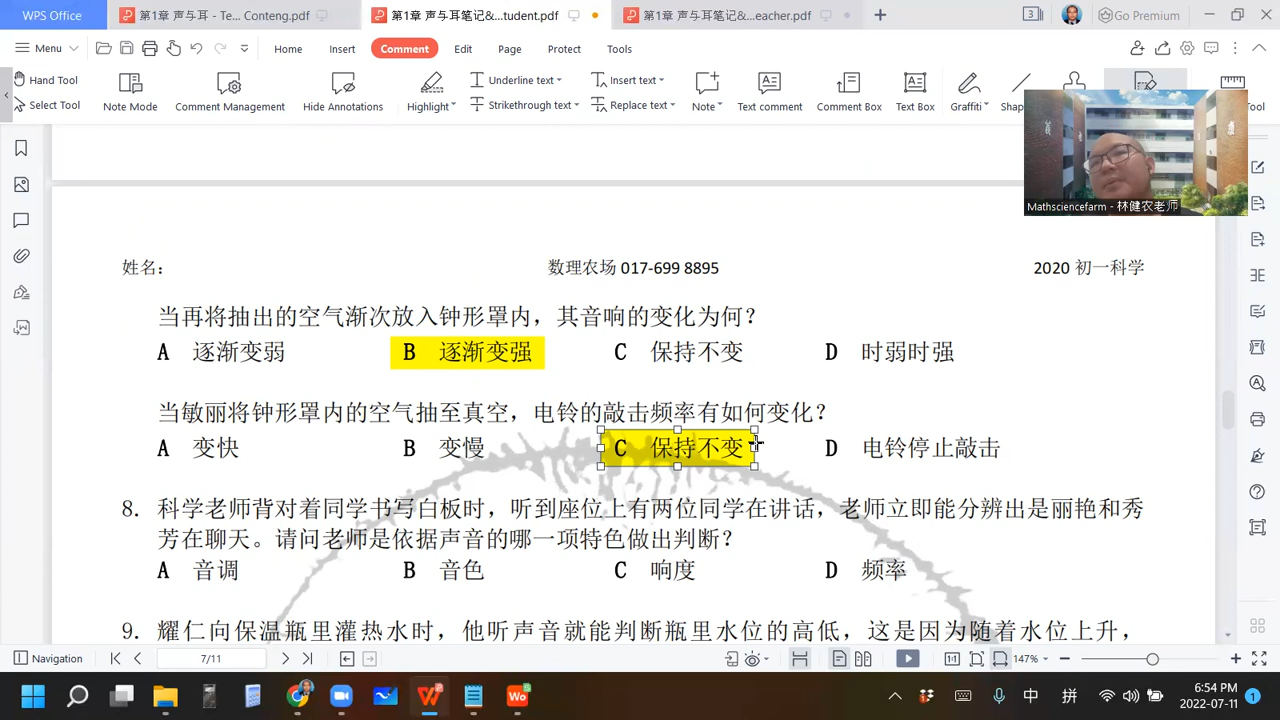 WPS Office
第1章 声与耳 - Te... Conteng.pdf
第1章 声与耳笔记&...tudent.pdf
第1章 声与耳笔记&...eacher.pdf
3
Go Premium
Menu
Home
Insert
Comment
Edit
Page
Protect
Tools
Hand Tool
Select Tool
Note Mode
Comment Management
Hide Annotations
Highlight
Underline text
Strikethrough text
Insert text
Replace text
Note
Text comment
Comment Box
Text Box
Graffiti
Shap
Tool
Mathsciencefarm - 林健农老师
姓名:
数理农场 017-699 8895
2020 初一科学
当再将抽出的空气渐次放入钟形罩内，其音响的变化为何？
A 逐渐变弱 B 逐渐变强 C 保持不变 D 时弱时强
当敏丽将钟形罩内的空气抽至真空，电铃的敲击频率有如何变化？
A 变快 B 变慢 C 保持不变 D 电铃停止敲击
8. 科学老师背对着同学书写白板时，听到座位上有两位同学在讲话，老师立即能分辨出是丽艳和秀
芳在聊天。请问老师是依据声音的哪一项特色做出判断？
A 音调 B 音色 C 响度 D 频率
9. 耀仁向保温瓶里灌热水时，他听声音就能判断瓶里水位的高低，这是因为随着水位上升，
Navigation
7/11
147%
中
拼
6:54 PM
2022-07-11
1